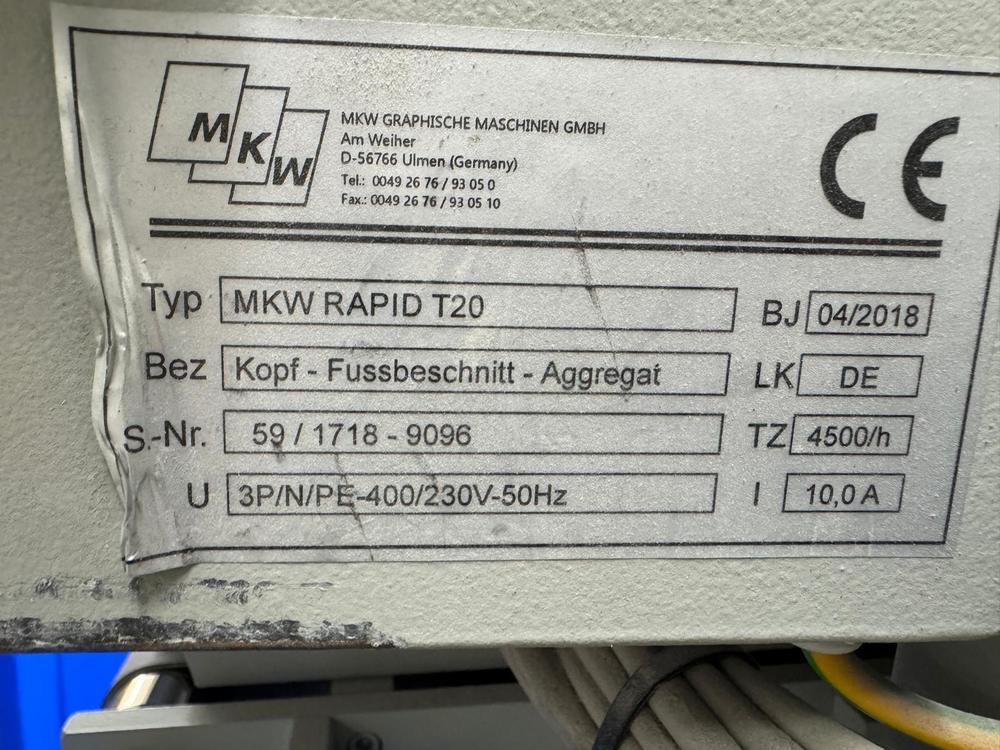 MKW
MKW GRAPHISCHE MASCHINEN GMBH
Am Weiher
D-56766 Ulmen (Germany)
Tel.: 0049 26 76 / 93 05 0
Fax.: 0049 26 76 / 93 05 10
CE
Typ MKW RAPID T20 BJ 04/2018
Bez Kopf - Fussbeschnitt - Aggregat LK DE
S.-Nr. 59 / 1718 - 9096 TZ 4500/h
U 3P/N/PE-400/230V-50Hz I 10,0 A